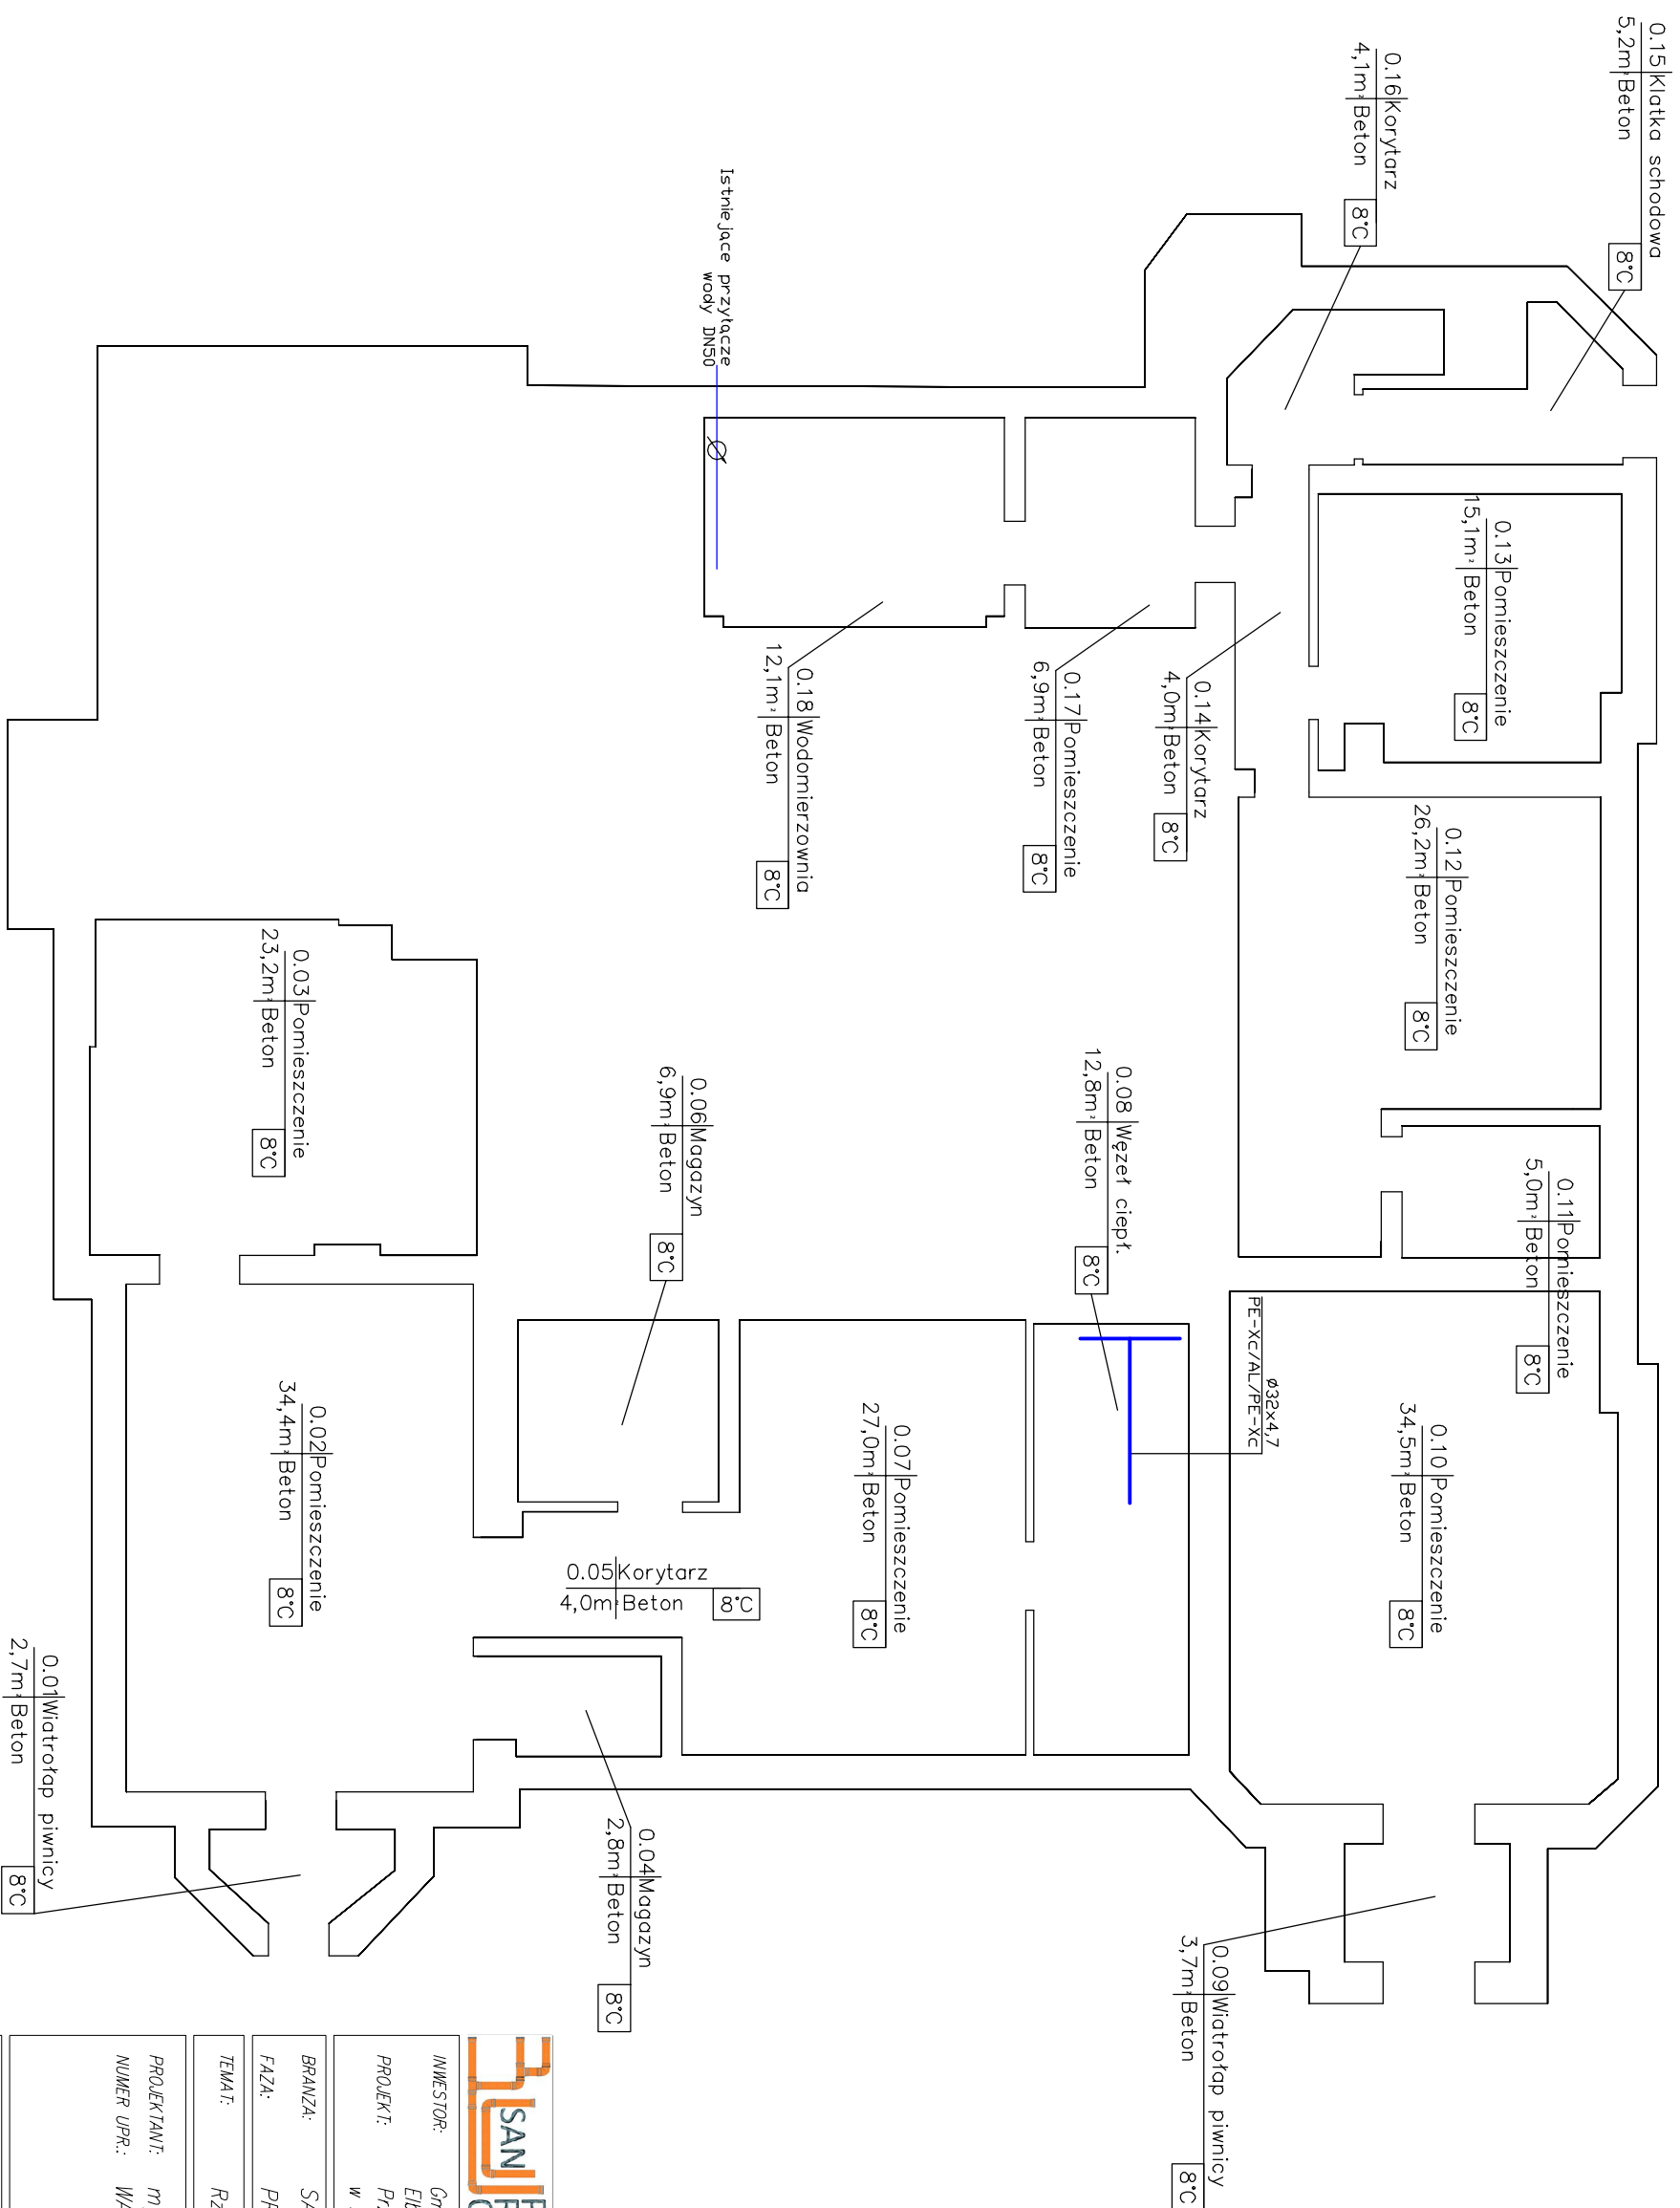 0.15 Klatka schodowa
5,2m² Beton
8°C
0.16 Korytarz
4,1m² Beton
8°C
0.13 Pomieszczenie
15,1m² Beton
8°C
0.12 Pomieszczenie
26,2m² Beton
8°C
0.11 Pomieszczenie
5,0m² Beton
8°C
0.10 Pomieszczenie
34,5m² Beton
8°C
0.09 Wiatrołap piwnicy
3,7m² Beton
8°C
Istniejące przyłącze
wody DN50
0.14 Korytarz
4,0m² Beton
8°C
0.17 Pomieszczenie
6,9m² Beton
8°C
0.18 Wodomierzownia
12,1m² Beton
8°C
0.08 Węzeł ciepł.
12,8m² Beton
8°C
ø32x4,7
PE-Xc/AL/PE-Xc
0.07 Pomieszczenie
27,0m² Beton
8°C
0.06 Magazyn
6,9m² Beton
8°C
0.05 Korytarz
4,0m² Beton
8°C
0.04 Magazyn
2,8m² Beton
8°C
0.03 Pomieszczenie
23,2m² Beton
8°C
0.02 Pomieszczenie
34,4m² Beton
8°C
0.01 Wiatrołap piwnicy
2,7m² Beton
8°C
SAN
INWESTOR:
PROJEKT:
w
BRANZA:
FAZA:
TEMAT:
PROJEKTANT:
NUMER UPR.: